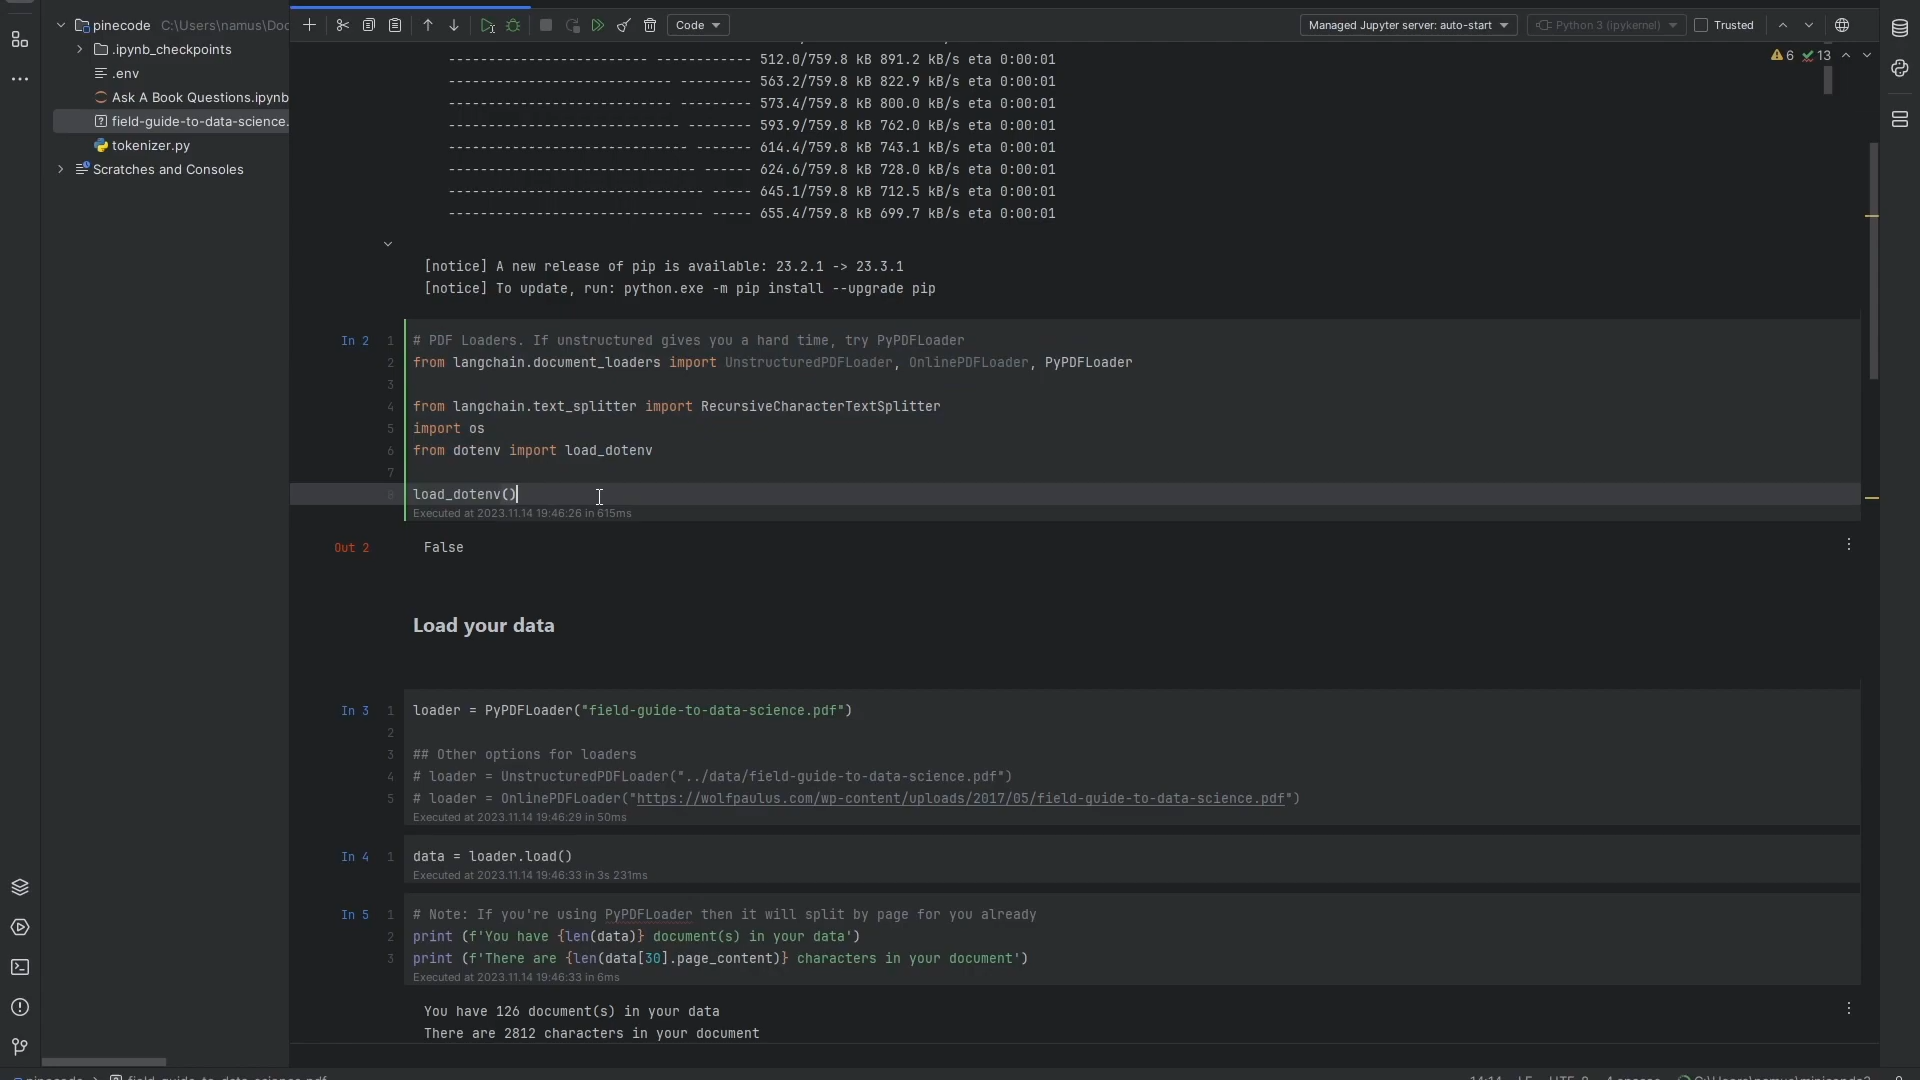 pinecode C:\Users\namus\Doc
.ipynb_checkpoints
.env
Ask A Book Questions.ipynb
field-guide-to-data-science.
tokenizer.py
Scratches and Consoles
Code
Managed Jupyter server: auto-start
Python 3 (ipykernel)
Trusted
6 13
------------------------- ------------ 512.0/759.8 kB 891.2 kB/s eta 0:00:01
---------------------------- ---------- 563.2/759.8 kB 822.9 kB/s eta 0:00:01
---------------------------- --------- 573.4/759.8 kB 800.0 kB/s eta 0:00:01
----------------------------- -------- 593.9/759.8 kB 762.0 kB/s eta 0:00:01
------------------------------ ------- 614.4/759.8 kB 743.1 kB/s eta 0:00:01
------------------------------- ------ 624.6/759.8 kB 728.0 kB/s eta 0:00:01
-------------------------------- ----- 645.1/759.8 kB 712.5 kB/s eta 0:00:01
-------------------------------- ----- 655.4/759.8 kB 699.7 kB/s eta 0:00:01
[notice] A new release of pip is available: 23.2.1 -> 23.3.1
[notice] To update, run: python.exe -m pip install --upgrade pip
In 2 1 # PDF Loaders. If unstructured gives you a hard time, try PyPDFLoader
2 from langchain.document_loaders import UnstructuredPDFLoader, OnlinePDFLoader, PyPDFLoader
3
4 from langchain.text_splitter import RecursiveCharacterTextSplitter
5 import os
6 from dotenv import load_dotenv
7
8 load_dotenv()
Executed at 2023.11.14 19:46:26 in 615ms
Out 2 False
Load your data
In 3 1 loader = PyPDFLoader("field-guide-to-data-science.pdf")
2
3 ## Other options for loaders
4 # loader = UnstructuredPDFLoader("../data/field-guide-to-data-science.pdf")
5 # loader = OnlinePDFLoader("https://wolfpaulus.com/wp-content/uploads/2017/05/field-guide-to-data-science.pdf")
Executed at 2023.11.14 19:46:29 in 50ms
In 4 1 data = loader.load()
Executed at 2023.11.14 19:46:33 in 3s 231ms
In 5 1 # Note: If you're using PyPDFLoader then it will split by page for you already
2 print (f'You have {len(data)} document(s) in your data')
3 print (f'There are {len(data[30].page_content)} characters in your document')
Executed at 2023.11.14 19:46:33 in 6ms
You have 126 document(s) in your data
There are 2812 characters in your document